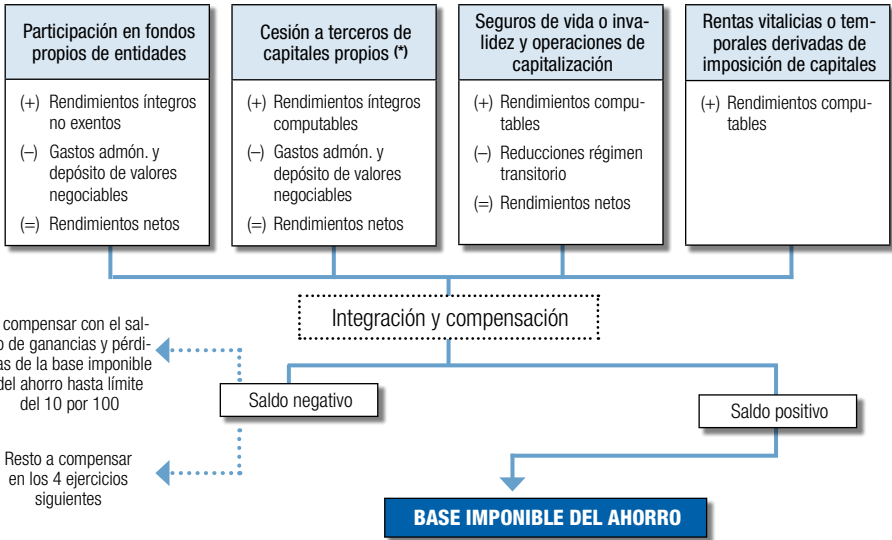 Participación en fondos
propios de entidades
(+) Rendimientos íntegros
no exentos
(–) Gastos admón. y
depósito de valores
negociables
(=) Rendimientos netos
Cesión a terceros de
capitales propios (*)
(+) Rendimientos íntegros
computables
(–) Gastos admón. y
depósito de valores
negociables
(=) Rendimientos netos
Seguros de vida o inva-
lidez y operaciones de
capitalización
(+) Rendimientos compu-
tables
(–) Reducciones régimen
transitorio
(=) Rendimientos netos
Rentas vitalicias o tem-
porales derivadas de
imposición de capitales
(+) Rendimientos compu-
tables
Integración y compensación
compensar con el sal-
o de ganancias y pérdi-
as de la base imponible
del ahorro hasta límite
del 10 por 100
Saldo negativo
Saldo positivo
Resto a compensar
en los 4 ejercicios
siguientes
BASE IMPONIBLE DEL AHORRO